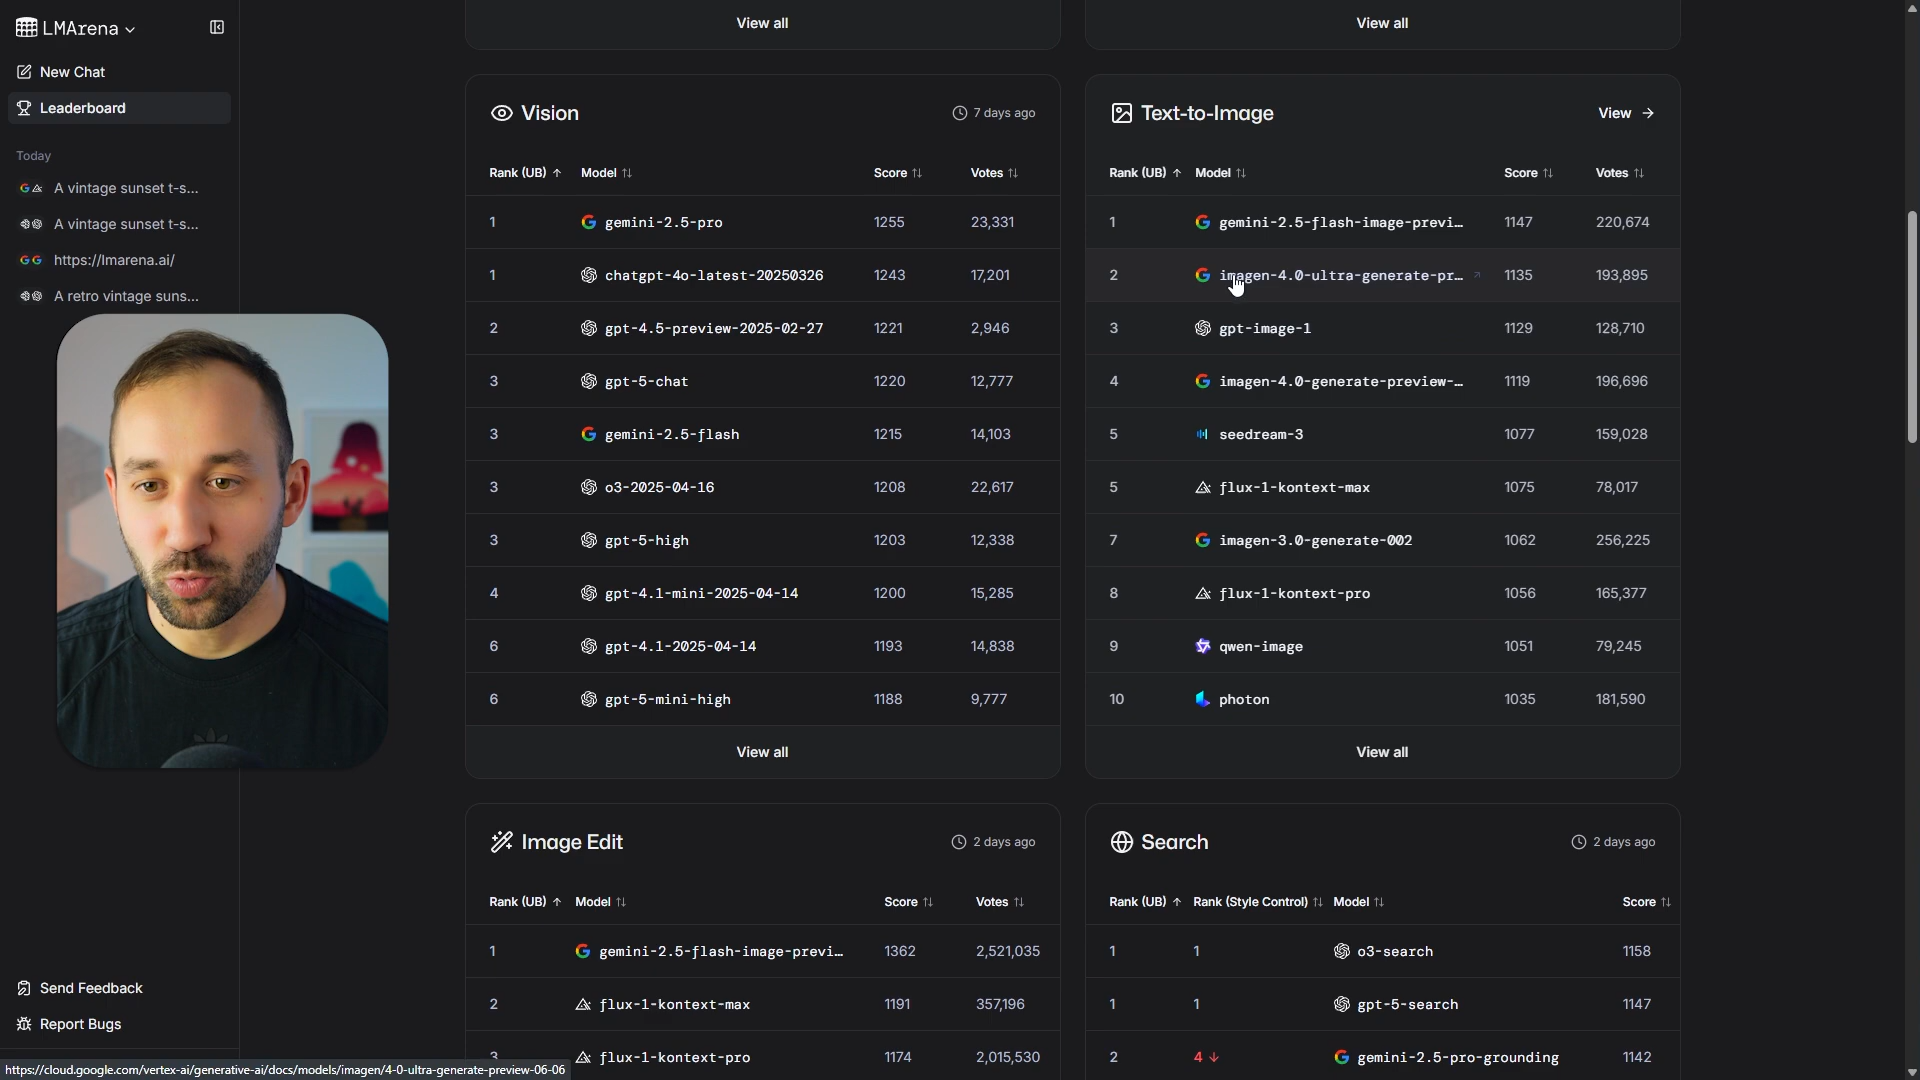 LMArena
New Chat
Leaderboard
Today
A vintage sunset t-s...
A vintage sunset t-s...
https://lmarena.ai/
A retro vintage suns...
Send Feedback
Report Bugs
https://cloud.google.com/vertex-ai/generative-ai/docs/models/imagen/4-0-ultra-generate-preview-06-06
View all
View all
Vision
7 days ago
Rank (UB) Model Score Votes
1 gemini-2.5-pro 1255 23,331
1 chatgpt-4o-latest-20250326 1243 17,201
2 gpt-4.5-preview-2025-02-27 1221 2,946
3 gpt-5-chat 1220 12,777
3 gemini-2.5-flash 1215 14,103
3 o3-2025-04-16 1208 22,617
3 gpt-5-high 1203 12,338
4 gpt-4.1-mini-2025-04-14 1200 15,285
6 gpt-4.1-2025-04-14 1193 14,838
6 gpt-5-mini-high 1188 9,777
View all
Text-to-Image
View →
Rank (UB) Model Score Votes
1 gemini-2.5-flash-image-previ... 1147 220,674
2 imagen-4.0-ultra-generate-pr... 1135 193,895
3 gpt-image-1 1129 128,710
4 imagen-4.0-generate-preview-... 1119 196,696
5 seedream-3 1077 159,028
5 flux-1-kontext-max 1075 78,017
7 imagen-3.0-generate-002 1062 256,225
8 flux-1-kontext-pro 1056 165,377
9 qwen-image 1051 79,245
10 photon 1035 181,590
View all
Image Edit
2 days ago
Rank (UB) Model Score Votes
1 gemini-2.5-flash-image-previ... 1362 2,521,035
2 flux-1-kontext-max 1191 357,196
3 flux-1-kontext-pro 1174 2,015,530
Search
2 days ago
Rank (UB) Rank (Style Control) Model Score
1 1 o3-search 1158
1 1 gpt-5-search 1147
2 4 ↓ gemini-2.5-pro-grounding 1142